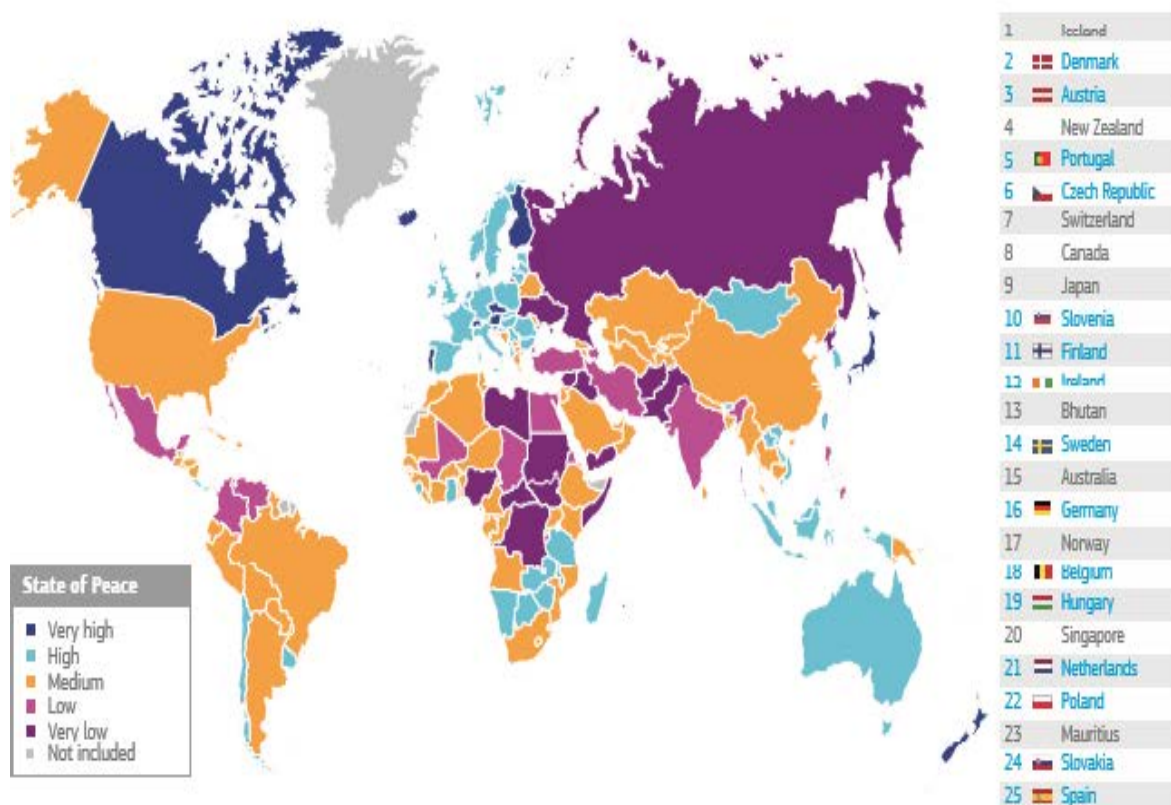 State of Peace
Very high
High
Medium
Low
Very low
Not included
1 Iceland
2 Denmark
3 Austria
4 New Zealand
5 Portugal
6 Czech Republic
7 Switzerland
8 Canada
9 Japan
10 Slovenia
11 Finland
12 Ireland
13 Bhutan
14 Sweden
15 Australia
16 Germany
17 Norway
18 Belgium
19 Hungary
20 Singapore
21 Netherlands
22 Poland
23 Mauritius
24 Slovakia
25 Spain